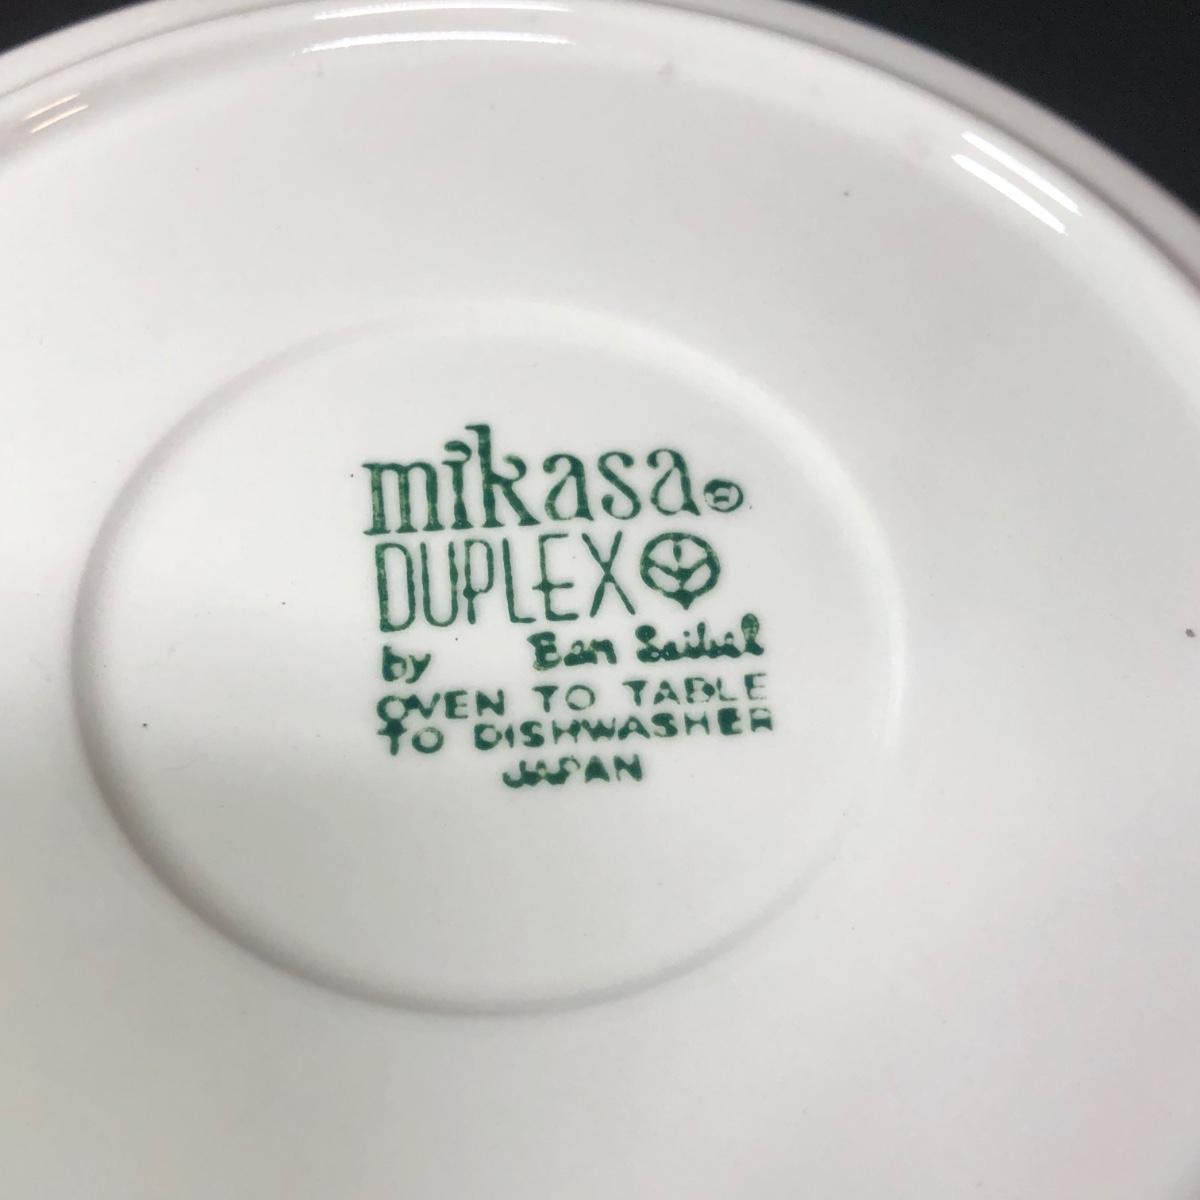 mikasa®
DUPLEX
by Ben Seibel
OVEN TO TABLE
TO DISHWASHER
JAPAN